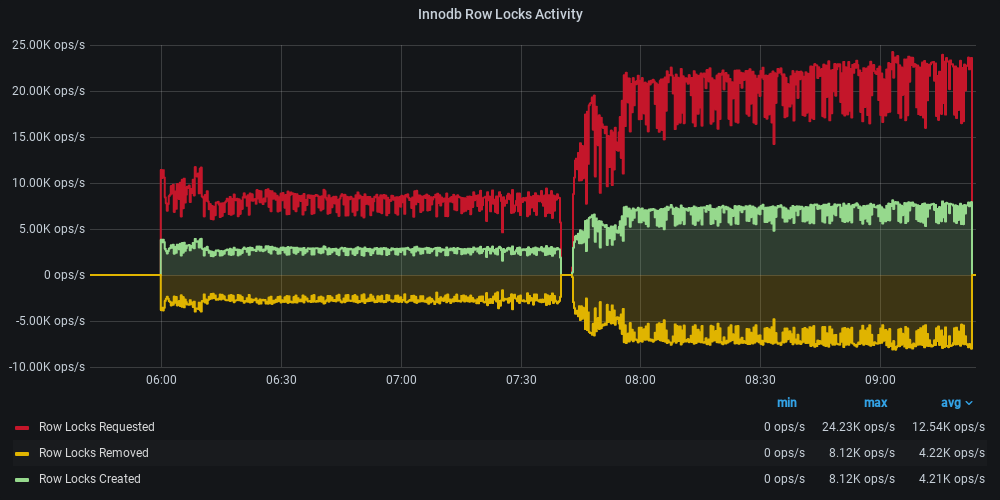 Innodb Row Locks Activity
25.00K ops/s
20.00K ops/s
15.00K ops/s
10.00K ops/s
5.00K ops/s
0 ops/s
-5.00K ops/s
-10.00K ops/s
06:00 06:30 07:00 07:30 08:00 08:30 09:00
min max avg
Row Locks Requested 0 ops/s 24.23K ops/s 12.54K ops/s
Row Locks Removed 0 ops/s 8.12K ops/s 4.22K ops/s
Row Locks Created 0 ops/s 8.12K ops/s 4.21K ops/s